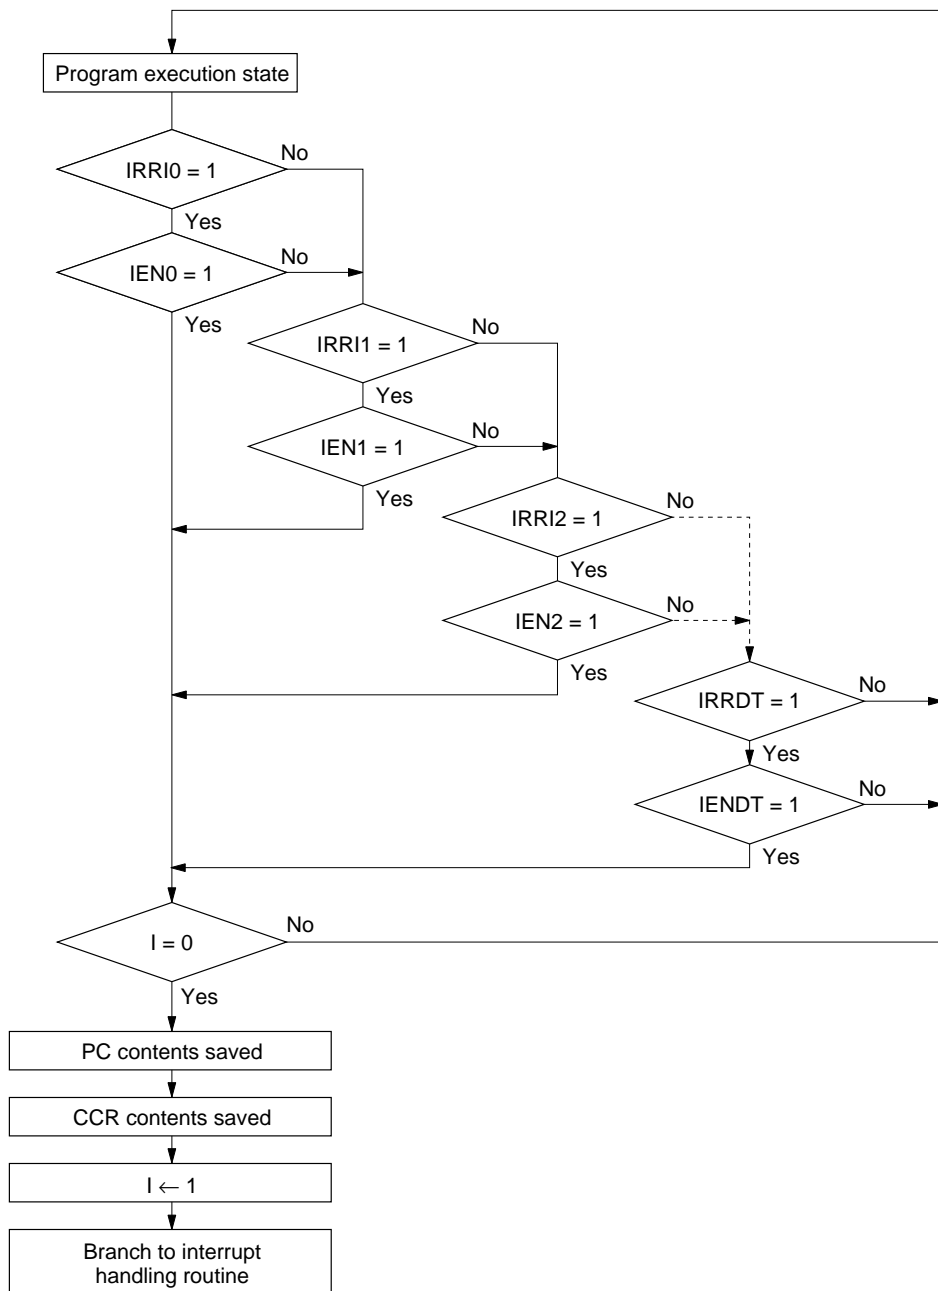 Program execution state
IRRI0 = 1
No
Yes
IEN0 = 1
No
Yes
IRRI1 = 1
No
Yes
IEN1 = 1
No
Yes
IRRI2 = 1
No
Yes
IEN2 = 1
No
Yes
IRRDT = 1
No
Yes
IENDT = 1
No
Yes
I = 0
No
Yes
PC contents saved
CCR contents saved
I ← 1
Branch to interrupt
handling routine